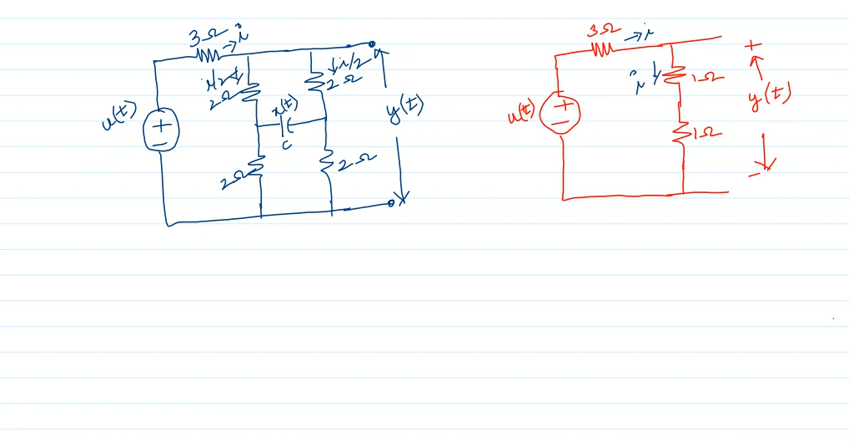 3Ω → i
i/2
2Ω
↓i/2
2Ω
x(t)
C
u(t)
+
−
y(t)
2Ω
2Ω
3Ω → i
i ↓
1Ω
u(t)
+
−
1Ω
+
y(t)
−